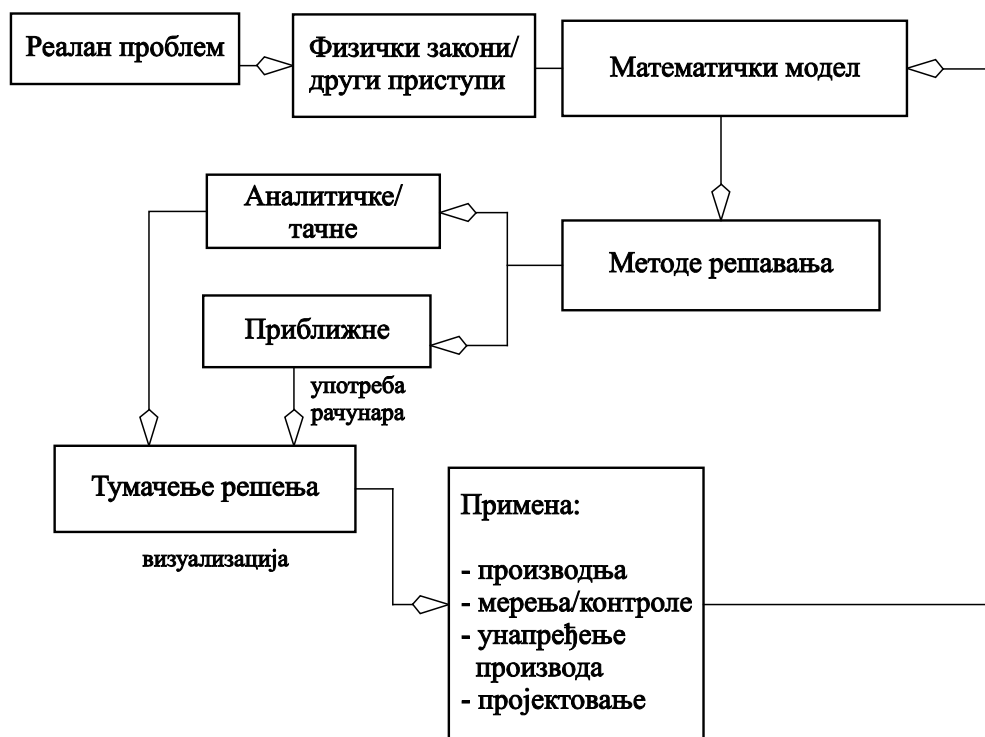 Реалан проблем
Физички закони/
други приступи
Математички модел
Аналитичке/
тачне
Методе решавања
Приближне
употреба
рачунара
Тумачење решења
визуализација
Примена:
- производња
- мерења/контроле
- унапређење
производа
- пројектовање